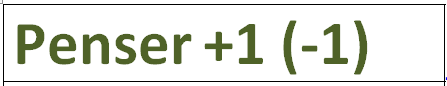 Penser +1 (-1)